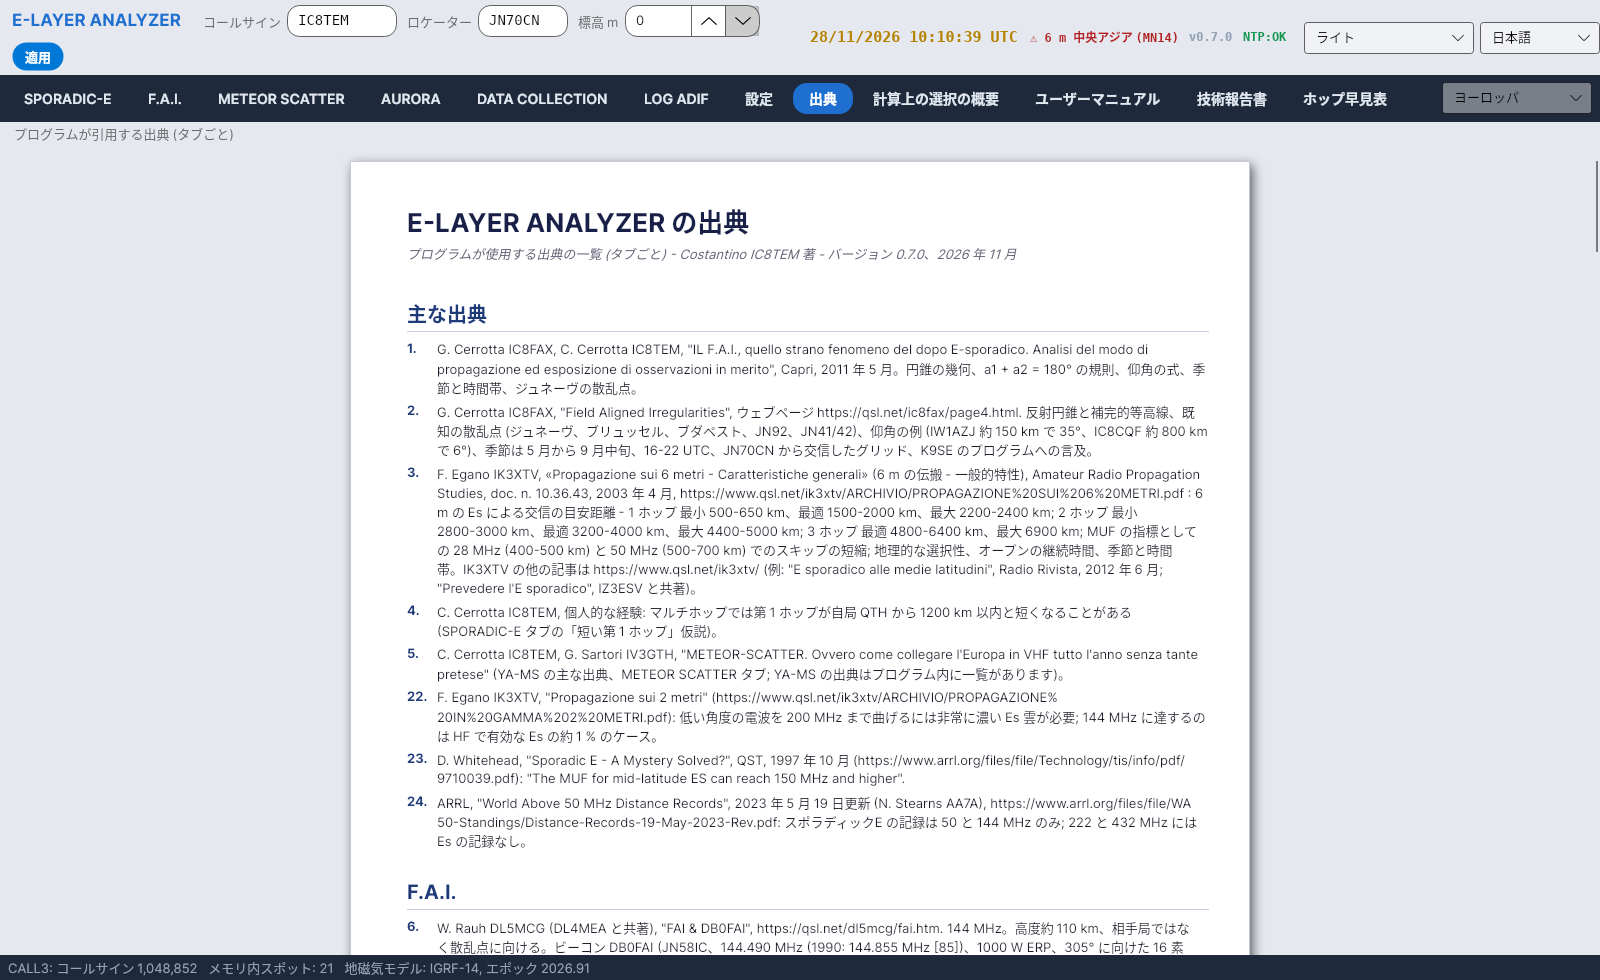 E-LAYER ANALYZER コールサイン IC8TEM ロケーター JN70CN 標高 m 0
適用
28/11/2026 10:10:39 UTC ⚠ 6 m 中央アジア (MN14) v0.7.0 NTP:OK ライト 日本語
SPORADIC-E F.A.I. METEOR SCATTER AURORA DATA COLLECTION LOG ADIF 設定 出典 計算上の選択の概要 ユーザーマニュアル 技術報告書 ホップ早見表 ヨーロッパ
プログラムが引用する出典 (タブごと)
E-LAYER ANALYZER の出典
プログラムが使用する出典の一覧 (タブごと) - Costantino IC8TEM 著 - バージョン 0.7.0、2026 年 11 月
主な出典
1. G. Cerrotta IC8FAX, C. Cerrotta IC8TEM, "IL F.A.I., quello strano fenomeno del dopo E-sporadico. Analisi del modo di
propagazione ed esposizione di osservazioni in merito", Capri, 2011 年 5 月。円錐の幾何、a1 + a2 = 180° の規則、仰角の式、季
節と時間帯、ジュネーヴの散乱点。
2. G. Cerrotta IC8FAX, "Field Aligned Irregularities", ウェブページ https://qsl.net/ic8fax/page4.html. 反射円錐と補完的等高線、既
知の散乱点 (ジュネーヴ、ブリュッセル、ブダペスト、JN92、JN41/42)、仰角の例 (IW1AZJ 約 150 km で 35°、IC8CQF 約 800 km
で 6°)、季節は 5 月から 9 月中旬、16-22 UTC、JN70CN から交信したグリッド、K9SE のプログラムへの言及。
3. F. Egano IK3XTV, «Propagazione sui 6 metri - Caratteristiche generali» (6 m の伝搬 - 一般的特性), Amateur Radio Propagation
Studies, doc. n. 10.36.43, 2003 年 4 月, https://www.qsl.net/ik3xtv/ARCHIVIO/PROPAGAZIONE%20SUI%206%20METRI.pdf : 6
m の Es による交信の目安距離 - 1 ホップ 最小 500-650 km、最適 1500-2000 km、最大 2200-2400 km; 2 ホップ 最小
2800-3000 km、最適 3200-4000 km、最大 4400-5000 km; 3 ホップ 最適 4800-6400 km、最大 6900 km; MUF の指標として
の 28 MHz (400-500 km) と 50 MHz (500-700 km) でのスキップの短縮; 地理的な選択性、オープンの継続時間、季節と時間
帯。IK3XTV の他の記事は https://www.qsl.net/ik3xtv/ (例: "E sporadico alle medie latitudini", Radio Rivista, 2012 年 6 月;
"Prevedere l'E sporadico", IZ3ESV と共著)。
4. C. Cerrotta IC8TEM, 個人的な経験: マルチホップでは第 1 ホップが自局 QTH から 1200 km 以内と短くなることがある
(SPORADIC-E タブの「短い第 1 ホップ」仮説)。
5. C. Cerrotta IC8TEM, G. Sartori IV3GTH, "METEOR-SCATTER. Ovvero come collegare l'Europa in VHF tutto l'anno senza tante
pretese" (YA-MS の主な出典、METEOR SCATTER タブ; YA-MS の出典はプログラム内に一覧があります)。
22. F. Egano IK3XTV, "Propagazione sui 2 metri" (https://www.qsl.net/ik3xtv/ARCHIVIO/PROPAGAZIONE%
20IN%20GAMMA%202%20METRI.pdf): 低い角度の電波を 200 MHz まで曲げるには非常に濃い Es 雲が必要; 144 MHz に達するの
は HF で有効な Es の約 1 % のケース。
23. D. Whitehead, "Sporadic E - A Mystery Solved?", QST, 1997 年 10 月 (https://www.arrl.org/files/file/Technology/tis/info/pdf/
9710039.pdf): "The MUF for mid-latitude ES can reach 150 MHz and higher".
24. ARRL, "World Above 50 MHz Distance Records", 2023 年 5 月 19 日更新 (N. Stearns AA7A), https://www.arrl.org/files/file/WA
50-Standings/Distance-Records-19-May-2023-Rev.pdf: スポラディックE の記録は 50 と 144 MHz のみ; 222 と 432 MHz には
Es の記録なし。
F.A.I.
6. W. Rauh DL5MCG (DL4MEA と共著), "FAI & DB0FAI", https://qsl.net/dl5mcg/fai.htm. 144 MHz。高度約 110 km、相手局ではな
く散乱点に向ける。ビーコン DB0FAI (JN58IC、144.490 MHz (1990: 144.855 MHz [85])、1000 W ERP、305° に向けた 16 素
CALL3: コールサイン 1,048,852 メモリ内スポット: 21 地磁気モデル: IGRF-14, エポック 2026.91